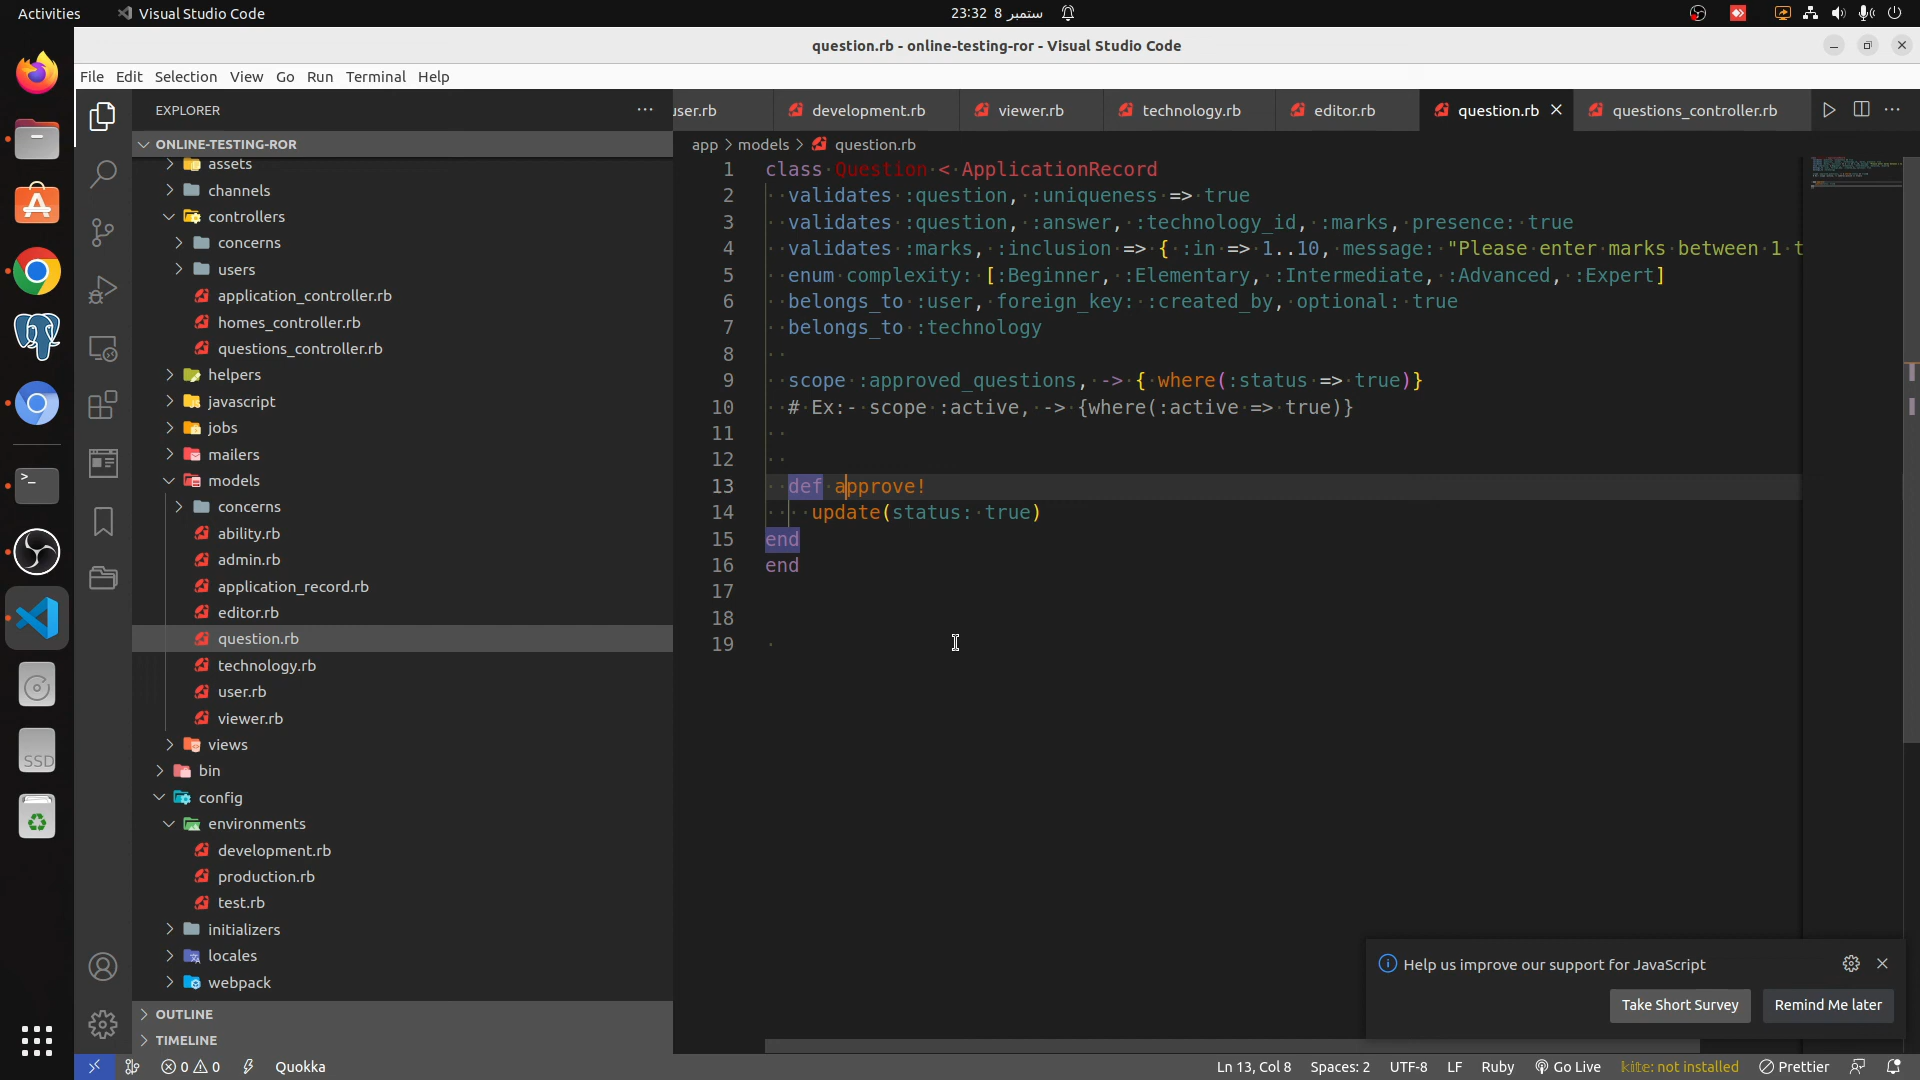 Activities
Visual Studio Code
23:32 8 ستمبر
question.rb - online-testing-ror - Visual Studio Code
File Edit Selection View Go Run Terminal Help
EXPLORER
user.rb
development.rb
viewer.rb
technology.rb
editor.rb
question.rb
questions_controller.rb
ONLINE-TESTING-ROR
app > models > question.rb
assets
channels
controllers
concerns
users
application_controller.rb
homes_controller.rb
questions_controller.rb
helpers
javascript
jobs
mailers
models
concerns
ability.rb
admin.rb
application_record.rb
editor.rb
question.rb
technology.rb
user.rb
viewer.rb
views
bin
config
environments
development.rb
production.rb
test.rb
initializers
locales
webpack
OUTLINE
TIMELINE
1 class Question < ApplicationRecord
2 validates :question, :uniqueness => true
3 validates :question, :answer, :technology_id, :marks, presence: true
4 validates :marks, :inclusion => { :in => 1..10, message: "Please enter marks between 1 t
5 enum complexity: [:Beginner, :Elementary, :Intermediate, :Advanced, :Expert]
6 belongs_to :user, foreign_key: :created_by, optional: true
7 belongs_to :technology
8
9 scope :approved_questions, -> { where(:status => true)}
10 # Ex:- scope :active, -> {where(:active => true)}
11
12
13 def approve!
14 update(status: true)
15 end
16 end
17
18
19
SSD
Help us improve our support for JavaScript
Take Short Survey
Remind Me later
0 0
Quokka
Ln 13, Col 8
Spaces: 2
UTF-8
LF
Ruby
Go Live
kite: not installed
Prettier